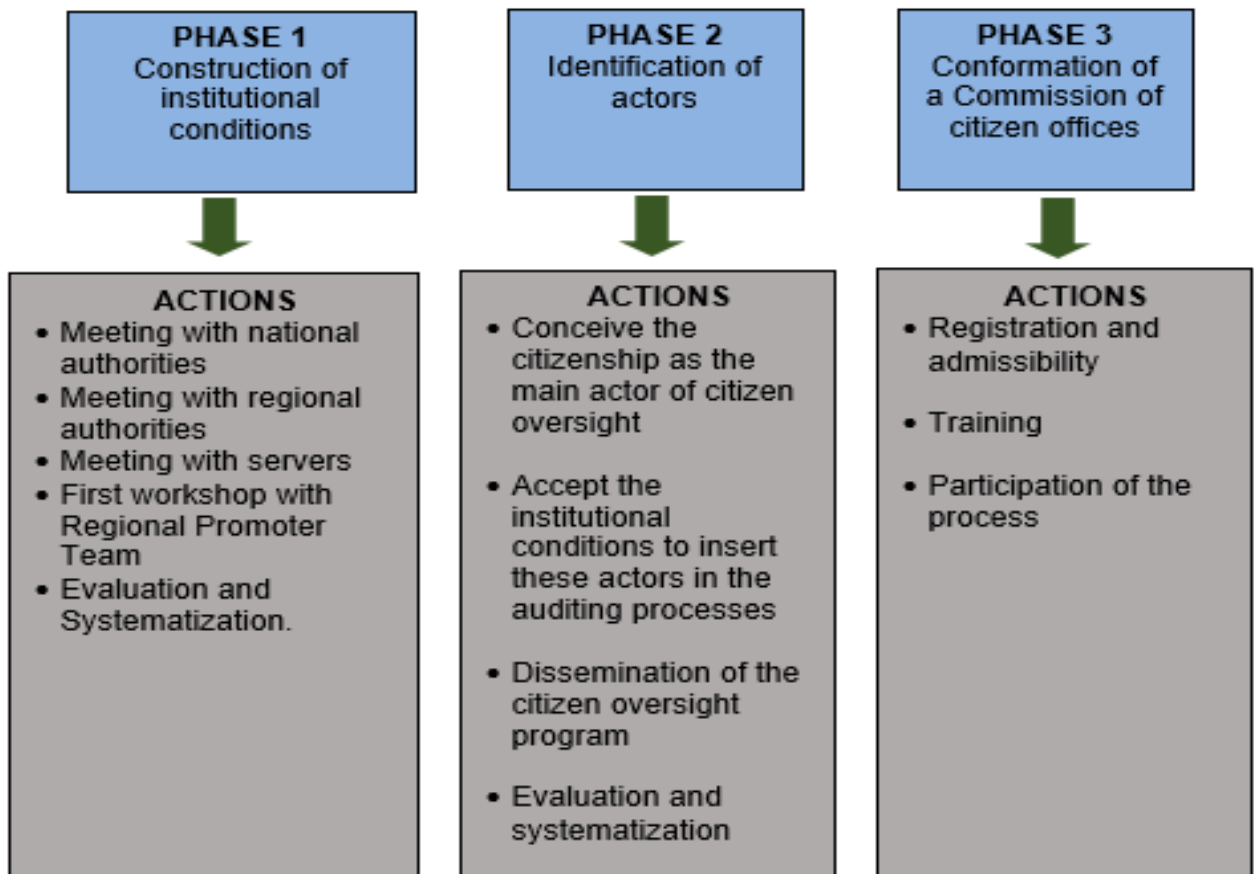 PHASE 1
Construction of
institutional
conditions
PHASE 2
Identification of
actors
PHASE 3
Conformation of
a Commission of
citizen offices
ACTIONS
• Meeting with national
authorities
• Meeting with regional
authorities
• Meeting with servers
• First workshop with
Regional Promoter
Team
• Evaluation and
Systematization.
ACTIONS
• Conceive the
citizenship as the
main actor of citizen
oversight
• Accept the
institutional
conditions to insert
these actors in the
auditing processes
• Dissemination of the
citizen oversight
program
• Evaluation and
systematization
ACTIONS
• Registration and
admissibility
• Training
• Participation of the
process